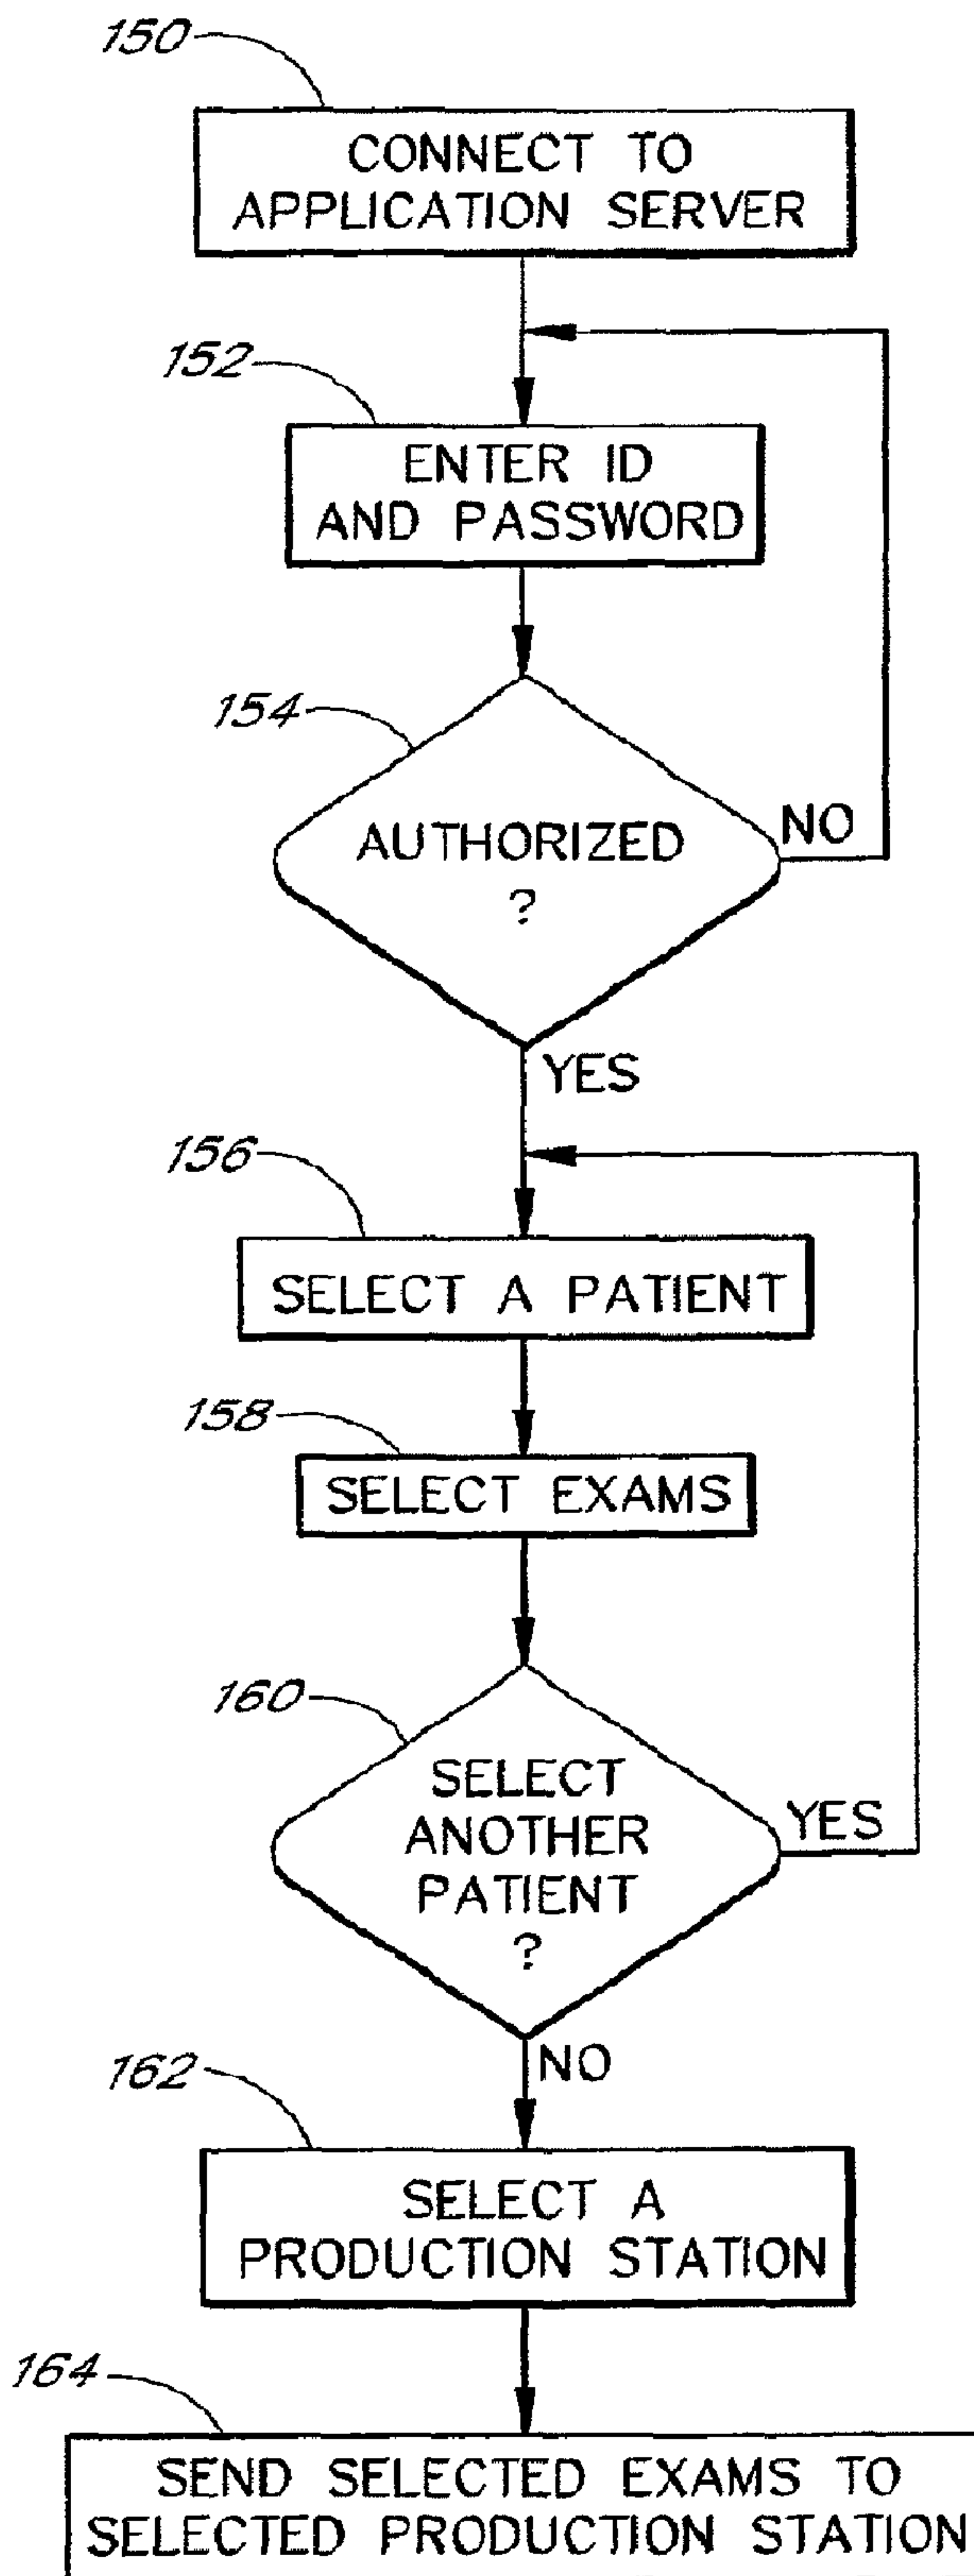 150
CONNECT TO
APPLICATION SERVER
152
ENTER ID
AND PASSWORD
154
AUTHORIZED
?
NO
YES
156
SELECT A PATIENT
158
SELECT EXAMS
160
SELECT
ANOTHER
PATIENT
?
YES
NO
162
SELECT A
PRODUCTION STATION
164
SEND SELECTED EXAMS TO
SELECTED PRODUCTION STATION